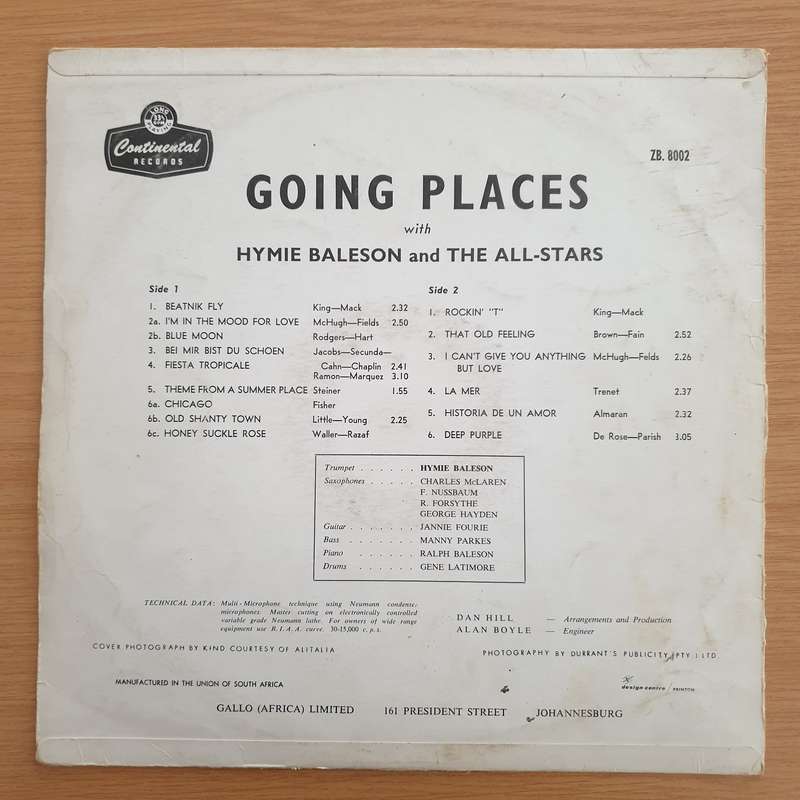 LONG
33⅓
RPM
PLAYING
Continental
RECORDS
ZB. 8002
GOING PLACES
with
HYMIE BALESON and THE ALL-STARS
Side 1
1. BEATNIK FLY King—Mack 2.32
2a. I'M IN THE MOOD FOR LOVE McHugh—Fields 2.50
2b. BLUE MOON Rodgers—Hart
3. BEI MIR BIST DU SCHOEN Jacobs—Secunda—
Cahn—Chaplin 2.41
4. FIESTA TROPICALE Ramon—Marquez 3.10
5. THEME FROM A SUMMER PLACE Steiner 1.55
6a. CHICAGO Fisher
6b. OLD SHANTY TOWN Little—Young 2.25
6c. HONEY SUCKLE ROSE Waller—Razaf
Side 2
1. ROCKIN' "T" King—Mack
2. THAT OLD FEELING Brown—Fain 2.52
3. I CAN'T GIVE YOU ANYTHING McHugh—Felds 2.26
BUT LOVE
4. LA MER Trenet 2.37
5. HISTORIA DE UN AMOR Almaran 2.32
6. DEEP PURPLE De Rose—Parish 3.05
Trumpet . . . . . . HYMIE BALESON
Saxophones . . . . . CHARLES McLAREN
F. NUSSBAUM
R. FORSYTHE
GEORGE HAYDEN
Guitar . . . . . . . JANNIE FOURIE
Bass . . . . . . . MANNY PARKES
Piano . . . . . . RALPH BALESON
Drums . . . . . . GENE LATIMORE
TECHNICAL DATA: Multi-Microphone technique using Neumann condenser
microphones. Master cutting on electronically controlled
variable grade Neumann lathe. For owners of wide range
equipment use R.I.A.A. curve. 30-15,000 c.p.s.
DAN HILL — Arrangements and Production
ALAN BOYLE — Engineer
COVER PHOTOGRAPH BY KIND COURTESY OF ALITALIA
PHOTOGRAPHY BY DURRANT'S PUBLICITY PTY LTD
MANUFACTURED IN THE UNION OF SOUTH AFRICA
design centre / PRINTON
GALLO (AFRICA) LIMITED 161 PRESIDENT STREET JOHANNESBURG